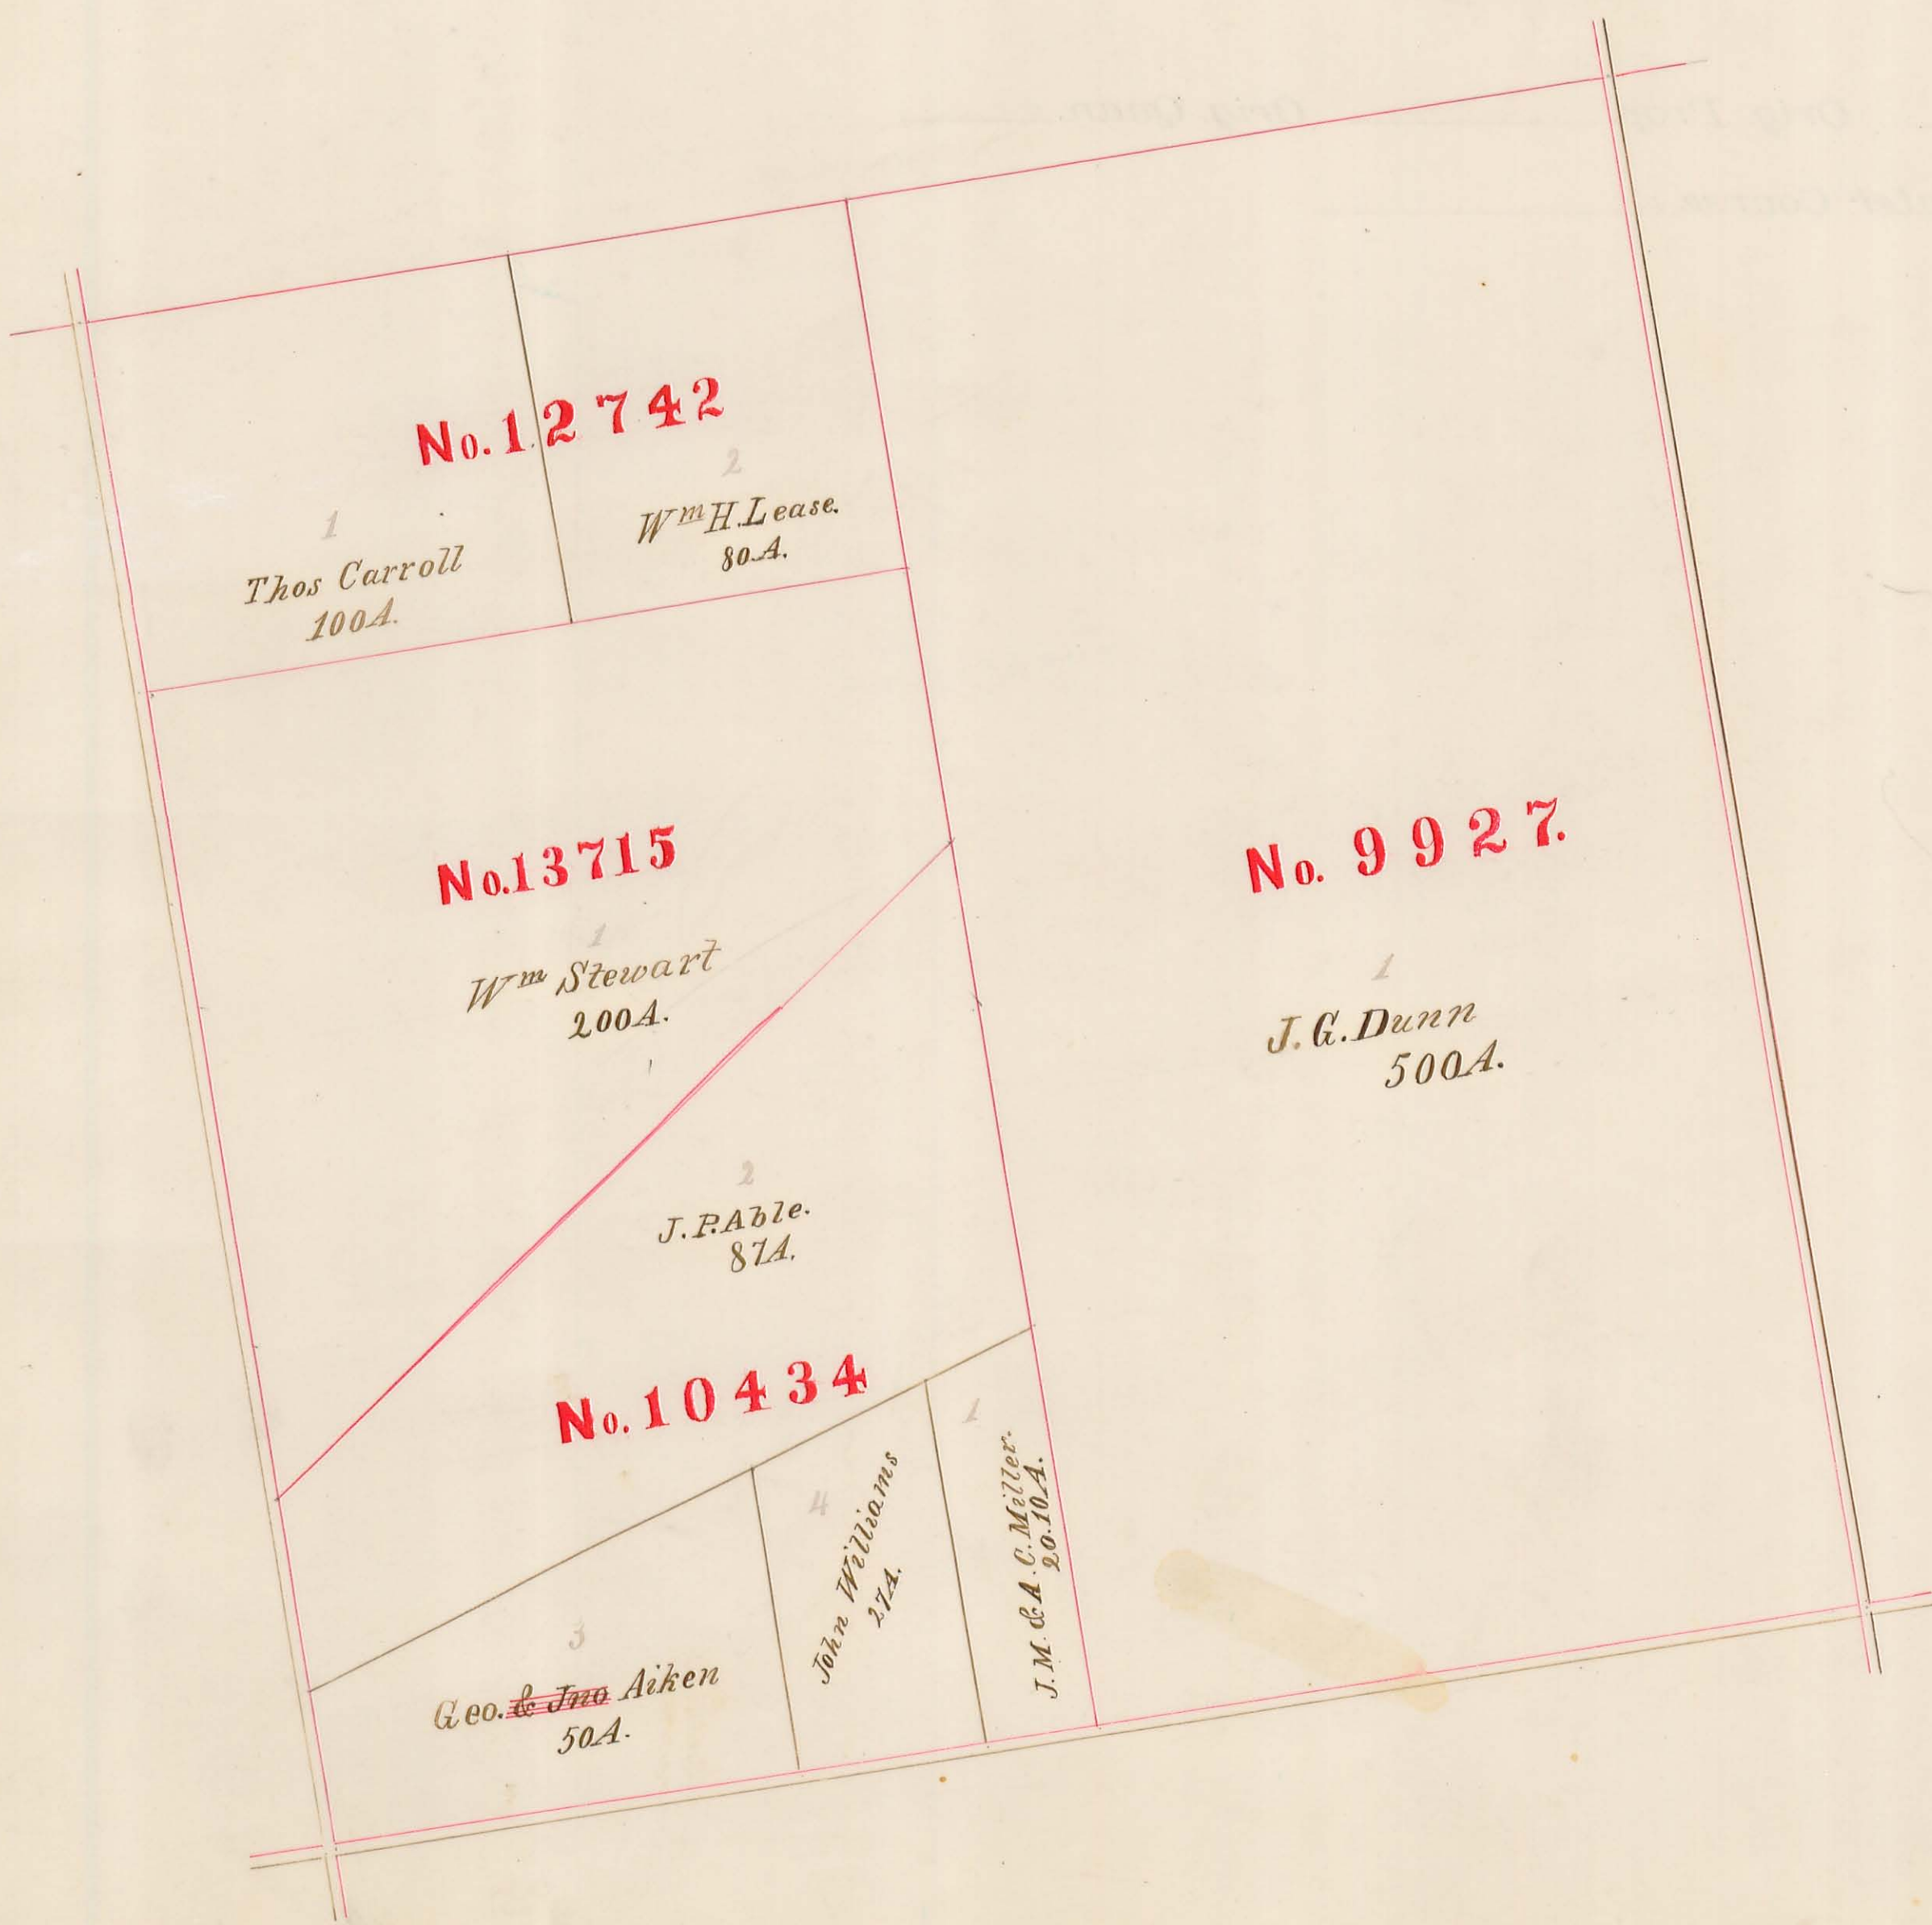 No. 12742
1
Thos Carroll
100A.
2
Wm H. Lease.
80.A.
No. 13715
1
Wm Stewart
200A.
No. 9927.
1
J. G. Dunn
500A.
2
J. P. Able.
87A.
No. 10434
3
Geo. & Jno Aiken
50A.
4
John Williams
27A.
1
J. M. & A. C. Miller.
20.10A.